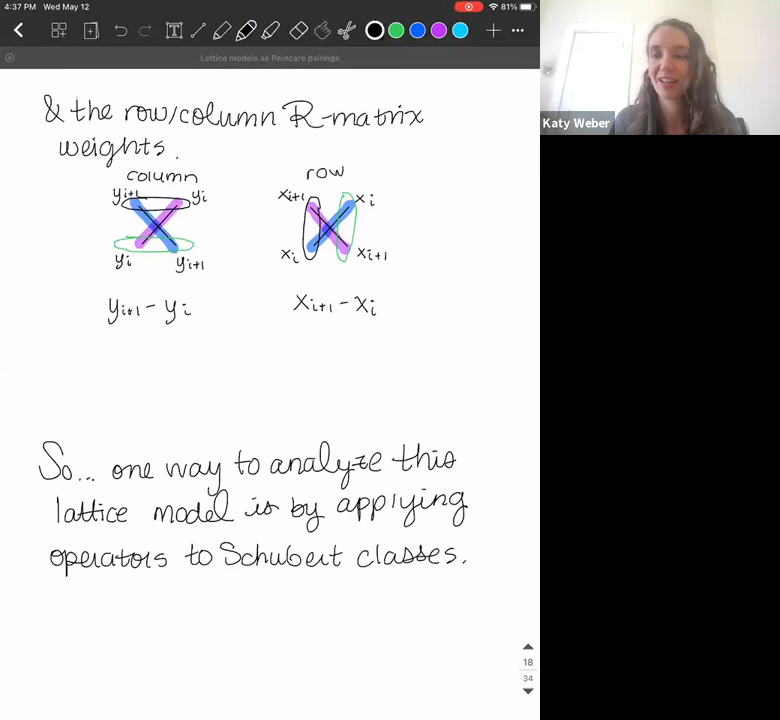 4:37 PM Wed May 12
81%
Lattice models as Poincare pairings
& the row/column R-matrix
weights.
column
row
yi+1 yi
xi+1 xi
yi yi+1
xi xi+1
yi+1 - yi
xi+1 - xi
So... one way to analyze this
lattice model is by applying
operators to Schubert classes.
18
34
Katy Weber